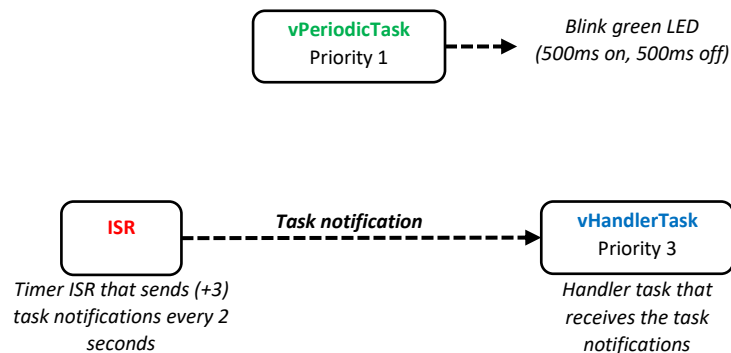 vPeriodicTask
Priority 1
Blink green LED
(500ms on, 500ms off)
ISR
Task notification
vHandlerTask
Priority 3
Timer ISR that sends (+3)
task notifications every 2
seconds
Handler task that
receives the task
notifications